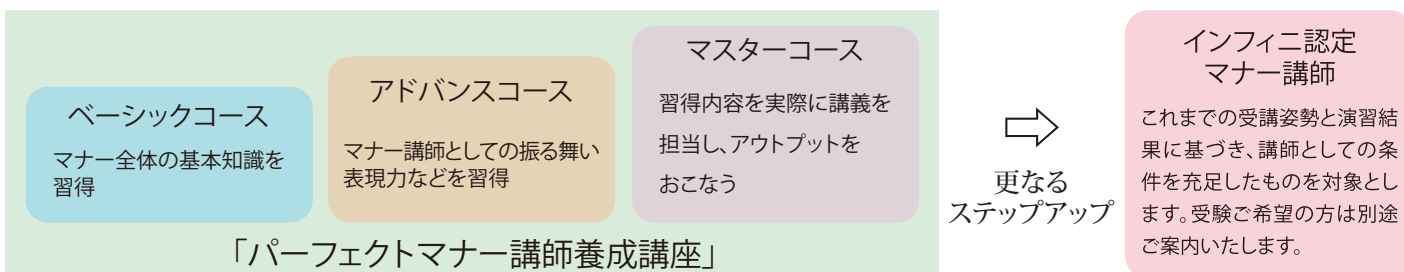 ベーシックコース
マナー全体の基本知識を
習得
アドバンスコース
マナー講師としての振る舞い
表現力などを習得
マスターコース
習得内容を実際に講義を
担当し、アウトプットを
おこなう
「パーフェクトマナー講師養成講座」
更なる
ステップアップ
インフィニ認定
マナー講師
これまでの受講姿勢と演習結
果に基づき、講師としての条
件を充足したものを対象とし
ます。受験ご希望の方は別途
ご案内いたします。